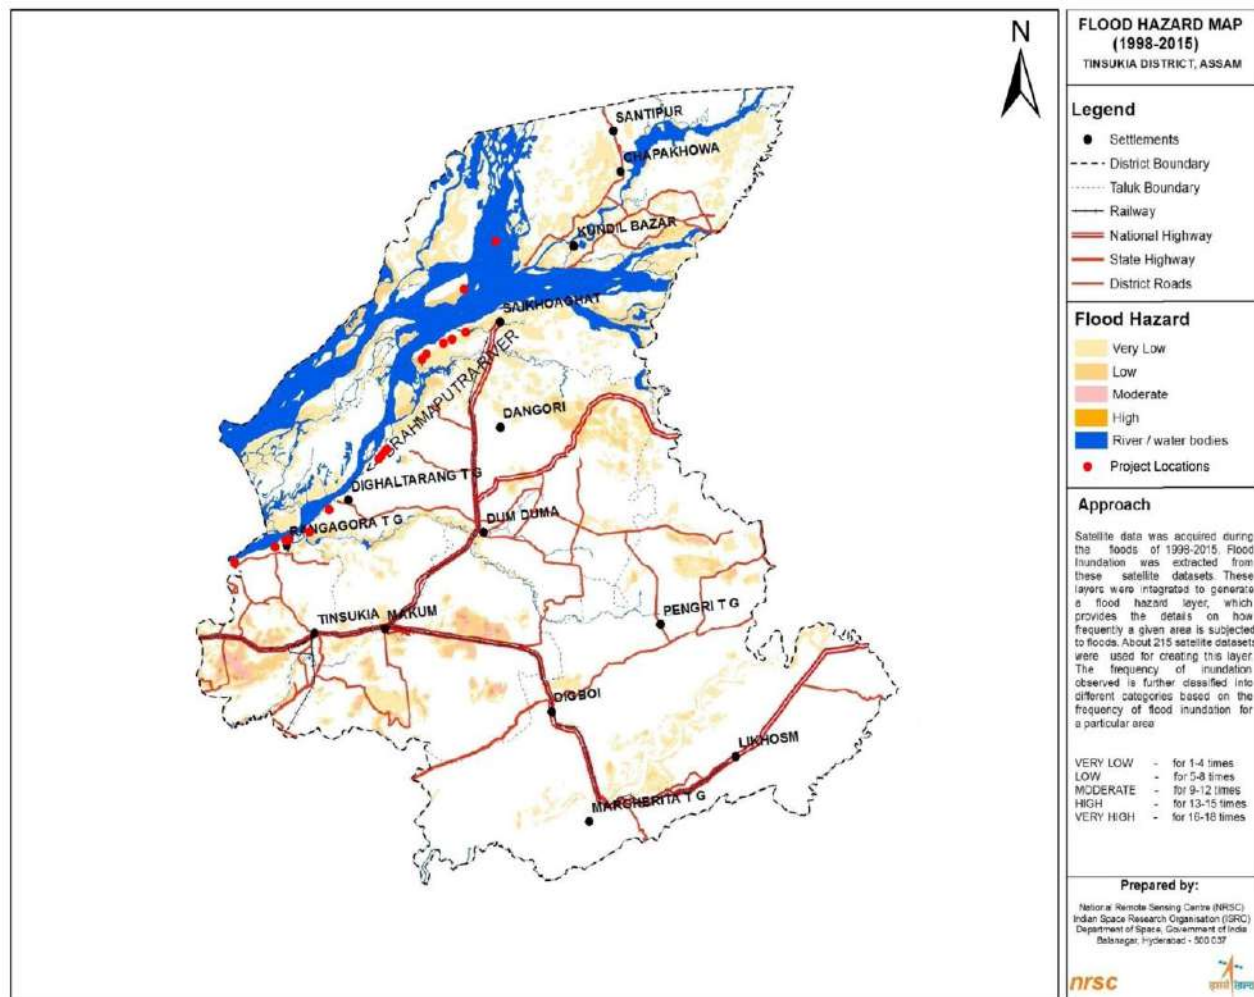 N
SANTIPUR
CHAPAKHOWA
KUNDIL BAZAR
SAIKHOAGHAT
BRAHMAPUTRA RIVER
DANGORI
DIGHALTARANG T G
RANGAGORA T G
DUM DUMA
TINSUKIA
MAKUM
PENGRI T G
DIGBOI
LIKHOSM
MARGHERITA T G
FLOOD HAZARD MAP
(1998-2015)
TINSUKIA DISTRICT, ASSAM
Legend
Settlements
District Boundary
Taluk Boundary
Railway
National Highway
State Highway
District Roads
Flood Hazard
Very Low
Low
Moderate
High
River / water bodies
Project Locations
Approach
Satellite data was acquired during
the floods of 1998-2015. Flood
Inundation was extracted from
these satellite datasets. These
layers were integrated to generate
a flood hazard layer, which
provides the details on how
frequently a given area is subjected
to floods. About 215 satellite datasets
were used for creating this layer.
The frequency of inundation
observed is further classified into
different categories based on the
frequency of flood inundation for
a particular area
VERY LOW - for 1-4 times
LOW - for 5-8 times
MODERATE - for 9-12 times
HIGH - for 13-15 times
VERY HIGH - for 16-18 times
Prepared by:
National Remote Sensing Centre (NRSC)
Indian Space Research Organisation (ISRO)
Department of Space, Government of India
Balanagar, Hyderabad - 500 037
nrsc